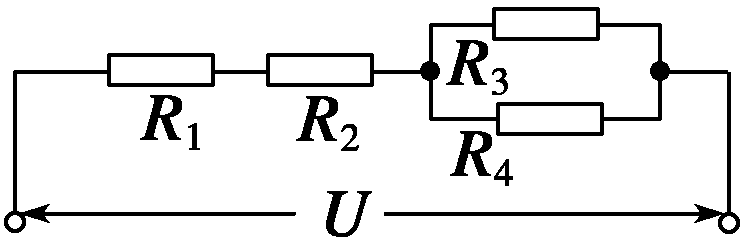 R₁ R₂ R₃
R₄
U